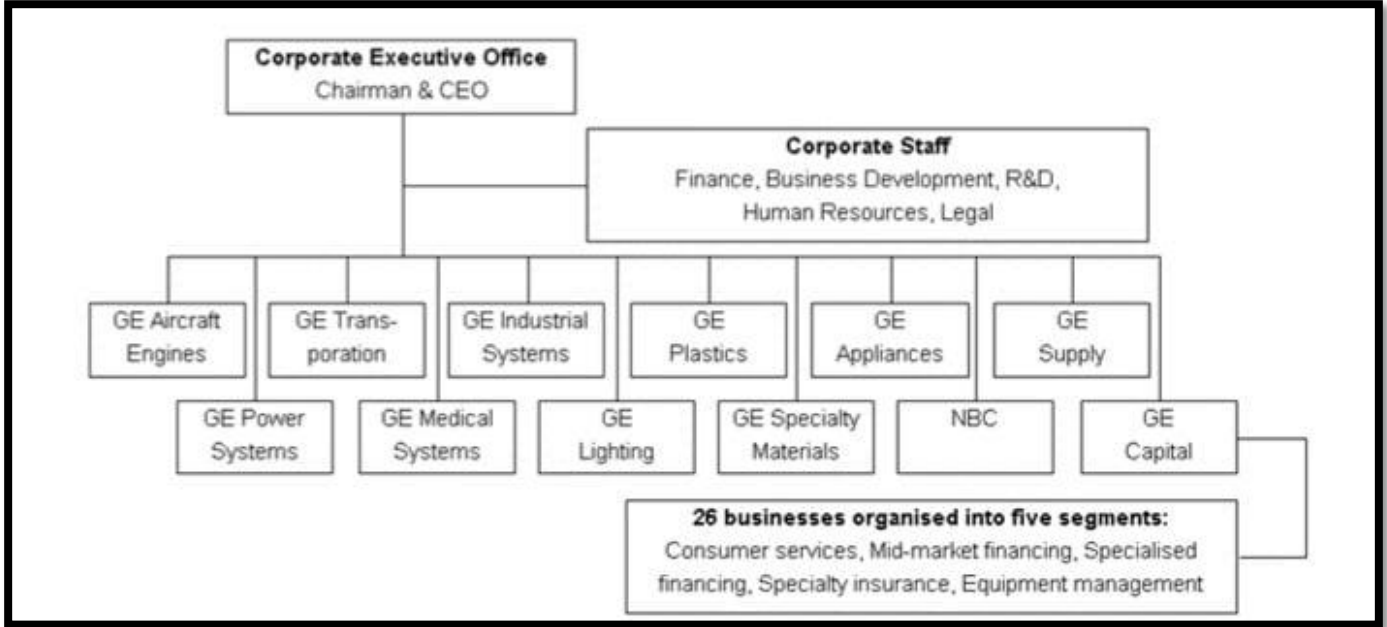 Corporate Executive Office
Chairman & CEO
Corporate Staff
Finance, Business Development, R&D,
Human Resources, Legal
GE Aircraft
Engines
GE Trans-
poration
GE Industrial
Systems
GE
Plastics
GE
Appliances
GE
Supply
GE Power
Systems
GE Medical
Systems
GE
Lighting
GE Specialty
Materials
NBC
GE
Capital
26 businesses organised into five segments:
Consumer services, Mid-market financing, Specialised
financing, Specialty insurance, Equipment management